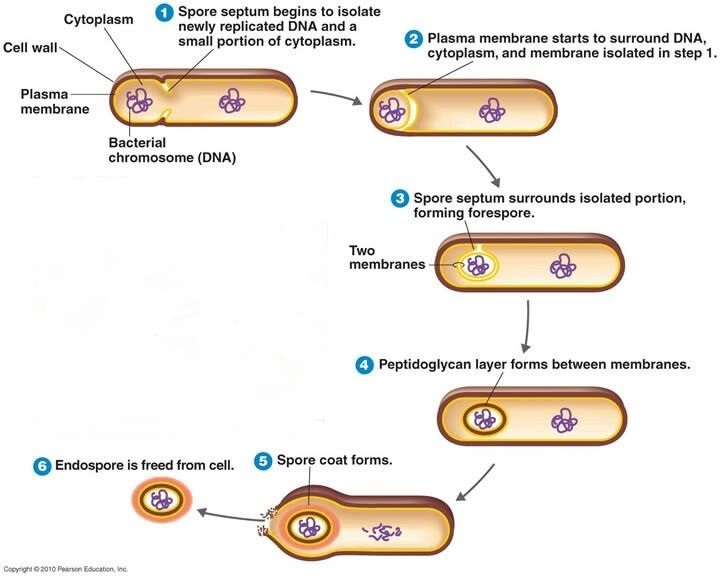 Cytoplasm
Cell wall
Plasma
membrane
Bacterial
chromosome (DNA)
1 Spore septum begins to isolate
newly replicated DNA and a
small portion of cytoplasm.
2 Plasma membrane starts to surround DNA,
cytoplasm, and membrane isolated in step 1.
3 Spore septum surrounds isolated portion,
forming forespore.
Two
membranes
4 Peptidoglycan layer forms between membranes.
5 Spore coat forms.
6 Endospore is freed from cell.
Copyright © 2010 Pearson Education, Inc.